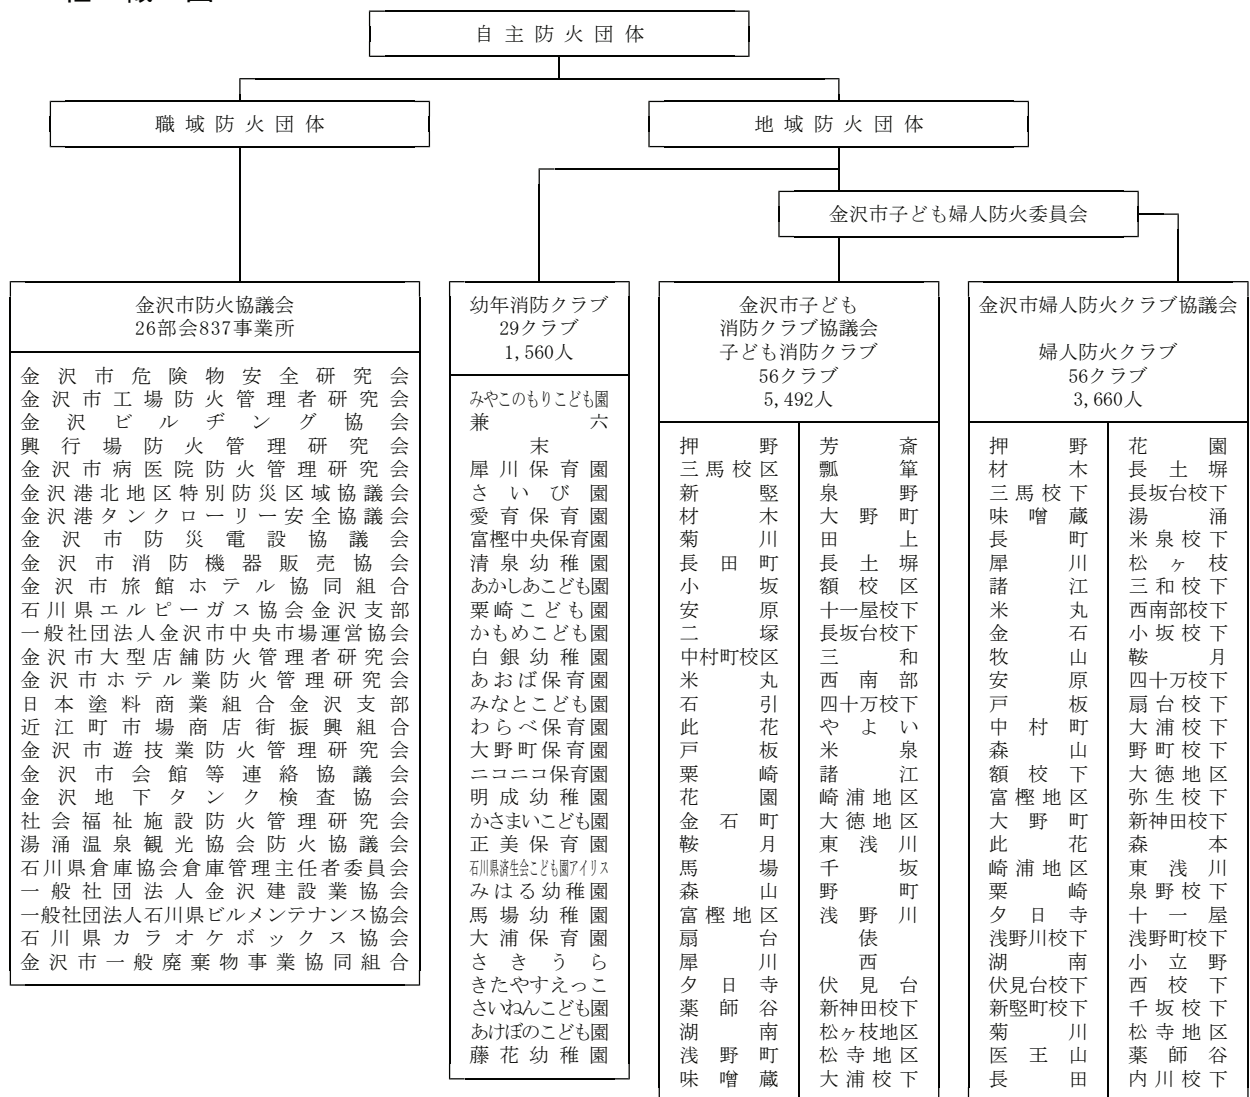 自主防火団体
職域防火団体
地域防火団体
金沢市子ども婦人防火委員会
金沢市防火協議会
26部会837事業所
金沢市危険物安全研究会
金沢市工場防火管理者研究会
金沢ビルヂング協会
興行場防火管理研究会
金沢市病医院防火管理研究会
金沢港北地区特別防災区域協議会
金沢港タンクローリー安全協議会
金沢市防災電設協議会
金沢市消防機器販売協会
金沢市旅館ホテル協同組合
石川県エルピーガス協会金沢支部
一般社団法人金沢市中央市場運営協会
金沢市大型店舗防火管理者研究会
金沢市ホテル業防火管理研究会
日本塗料商業組合金沢支部
近江町市場商店街振興組合
金沢市遊技業防火管理研究会
金沢市会館等連絡協議会
金沢地下タンク検査協会
社会福祉施設防火管理研究会
湯涌温泉観光協会防火協議会
石川県倉庫協会倉庫管理主任者委員会
一般社団法人金沢建設業協会
一般社団法人石川県ビルメンテナンス協会
石川県カラオケボックス協会
金沢市一般廃棄物事業協同組合
幼年消防クラブ
29クラブ
1,560人
みやこのもりこども園
兼六
末
犀川保育園
さいび園
愛育保育園
富樫中央保育園
清泉幼稚園
あかしあこども園
粟崎こども園
かもめこども園
白銀幼稚園
あおば保育園
みなとこども園
わらべ保育園
大野町保育園
ニコニコ保育園
明成幼稚園
かさまいこども園
正美保育園
石川県済生会こども園アイリス
みはる幼稚園
馬場幼稚園
大浦保育園
さきうら
きたやすえっこ
さいねんこども園
あけぼのこども園
藤花幼稚園
金沢市子ども
消防クラブ協議会
子ども消防クラブ
56クラブ
5,492人
押野 芳斎
三馬校区 瓢箪
新竪 泉野
材木 大野町
菊川 田上
長田町 長土塀
小坂 額校区
安原 十一屋校下
二塚 長坂台校下
中村町校区 三和
米丸 西南部
石引 四十万校下
此花 やよい
戸板 米泉
粟崎 諸江
花園 崎浦地区
金石町 大徳地区
鞍月 東浅川
馬場 千坂
森山 野町
富樫地区 浅野川
扇台 俵
犀川 西
夕日寺 伏見台
薬師谷 新神田校下
湖南 松ヶ枝地区
浅野町 松寺地区
味噌蔵 大浦校下
金沢市婦人防火クラブ協議会
婦人防火クラブ
56クラブ
3,660人
押野 花園
材木 長土塀
三馬校下 長坂台校下
味噌蔵 湯涌
長町 米泉校下
犀川 松ヶ枝
諸江 三和校下
米丸 西南部校下
金石 小坂校下
牧山 鞍月
安原 四十万校下
戸板 扇台校下
中村町 大浦校下
森山 野町校下
額校下 大徳地区
富樫地区 弥生校下
大野町 新神田校下
此花 森本
崎浦地区 東浅川
粟崎 泉野校下
夕日寺 十一屋
浅野川校下 浅野町校下
湖南 小立野
伏見台校下 西校下
新竪町校下 千坂校下
菊川 松寺地区
医王山 薬師谷
長田 内川校下